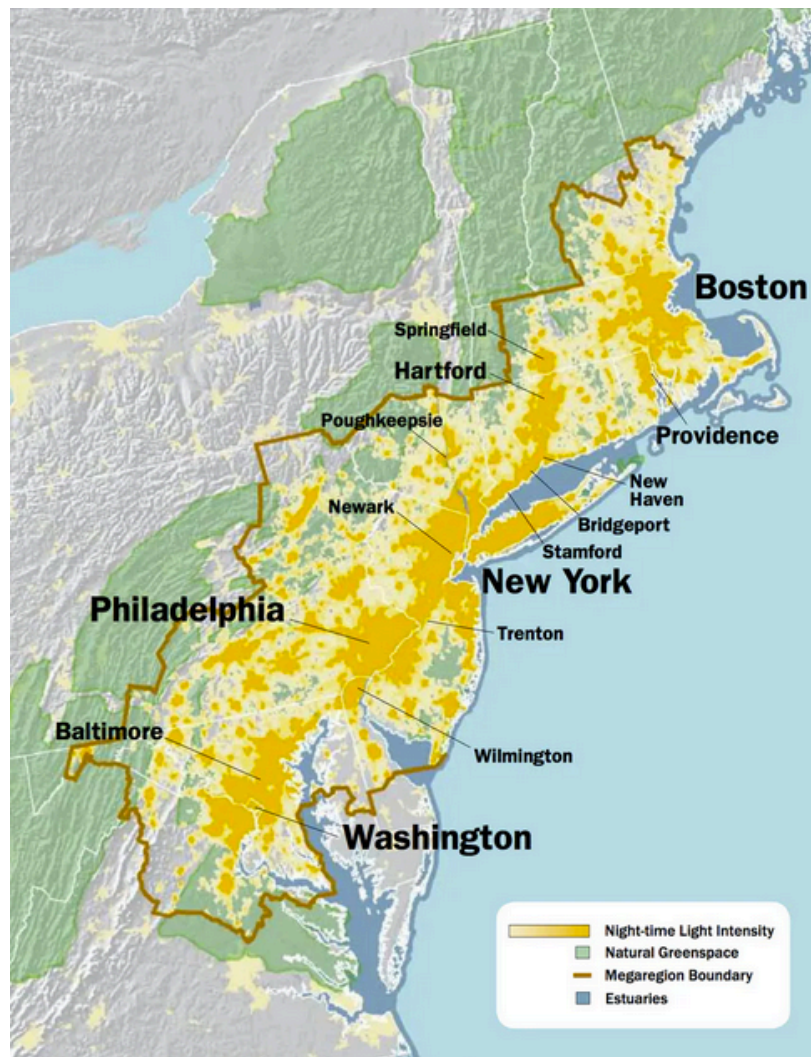 Boston
Springfield
Hartford
Poughkeepsie
Providence
New
Haven
Newark
Bridgeport
Stamford
New York
Philadelphia
Trenton
Baltimore
Wilmington
Washington
Night-time Light Intensity
Natural Greenspace
Megaregion Boundary
Estuaries